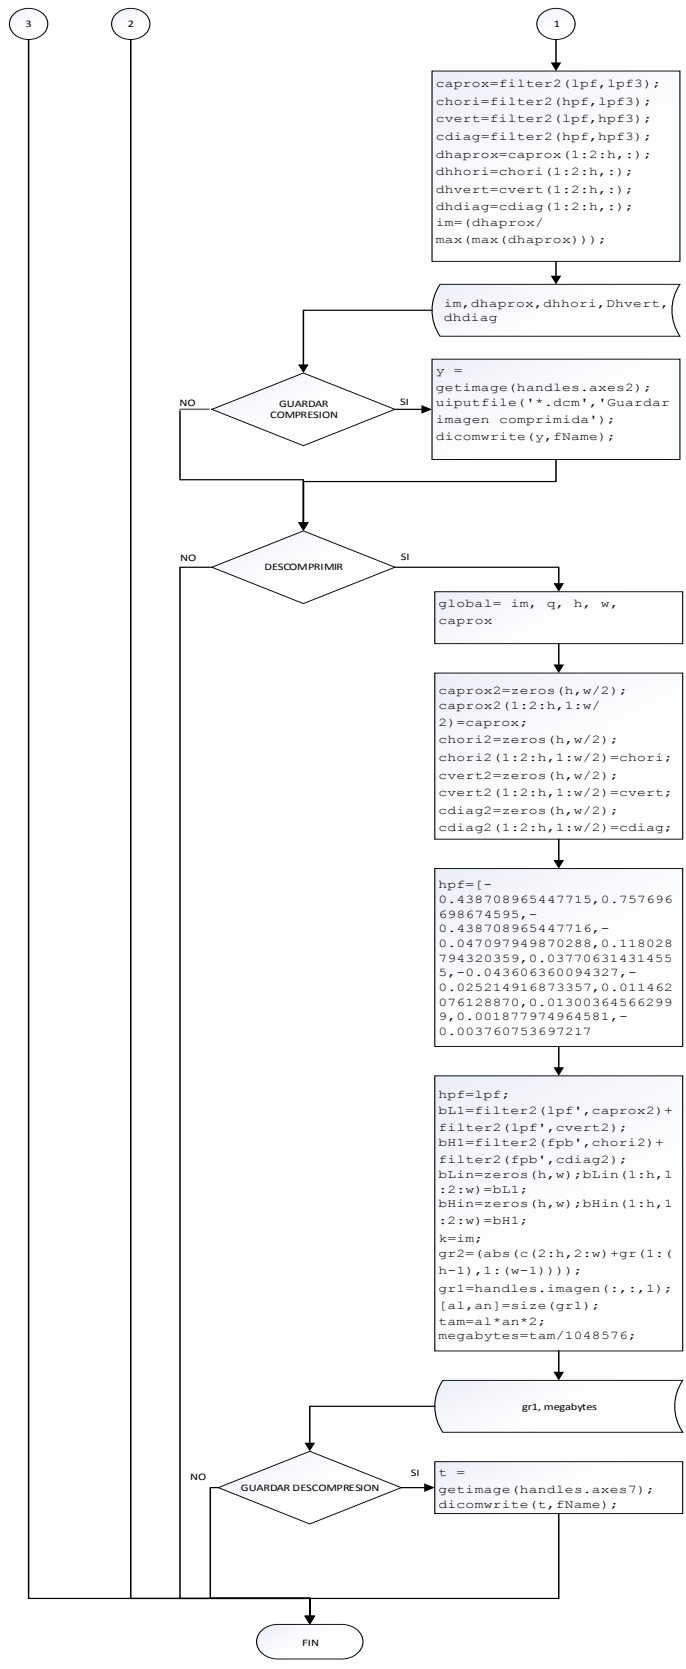 3
2
1
caprox=filter2(lpf,lpf3);
chori=filter2(hpf,lpf3);
cvert=filter2(lpf,hpf3);
cdiag=filter2(hpf,hpf3);
dhaprox=caprox(1:2:h,:);
dhhori=chori(1:2:h,:);
dhvert=cvert(1:2:h,:);
dhdiag=cdiag(1:2:h,:);
im=(dhaprox/
max(max(dhaprox)));
im,dhaprox,dhhori,Dhvert,
dhdiag
NO
GUARDAR
COMPRESION
SI
y =
getimage(handles.axes2);
uiputfile('*.dcm','Guardar
imagen comprimida');
dicomwrite(y,fName);
NO
DESCOMPRIMIR
SI
global= im, q, h, w,
caprox
caprox2=zeros(h,w/2);
caprox2(1:2:h,1:w/
2)=caprox;
chori2=zeros(h,w/2);
chori2(1:2:h,1:w/2)=chori;
cvert2=zeros(h,w/2);
cvert2(1:2:h,1:w/2)=cvert;
cdiag2=zeros(h,w/2);
cdiag2(1:2:h,1:w/2)=cdiag;
hpf=[-
0.438708965447715,0.757696
698674595,-
0.438708965447716,-
0.047097949870288,0.118028
794320359,0.03770631431455
5,-0.043606360094327,-
0.025214916873357,0.011462
076128870,0.01300364566299
9,0.001877974964581,-
0.003760753697217
hpf=lpf;
bL1=filter2(lpf',caprox2)+
filter2(lpf',cvert2);
bH1=filter2(fpb',chori2)+
filter2(fpb',cdiag2);
bLin=zeros(h,w);bLin(1:h,1
:2:w)=bL1;
bHin=zeros(h,w);bHin(1:h,1
:2:w)=bH1;
k=im;
gr2=(abs(c(2:h,2:w)+gr(1:(
h-1),1:(w-1))));
gr1=handles.imagen(:,:,1);
[al,an]=size(gr1);
tam=al*an*2;
megabytes=tam/1048576;
gr1, megabytes
NO
GUARDAR DESCOMPRESION
SI
t =
getimage(handles.axes7);
dicomwrite(t,fName);
FIN